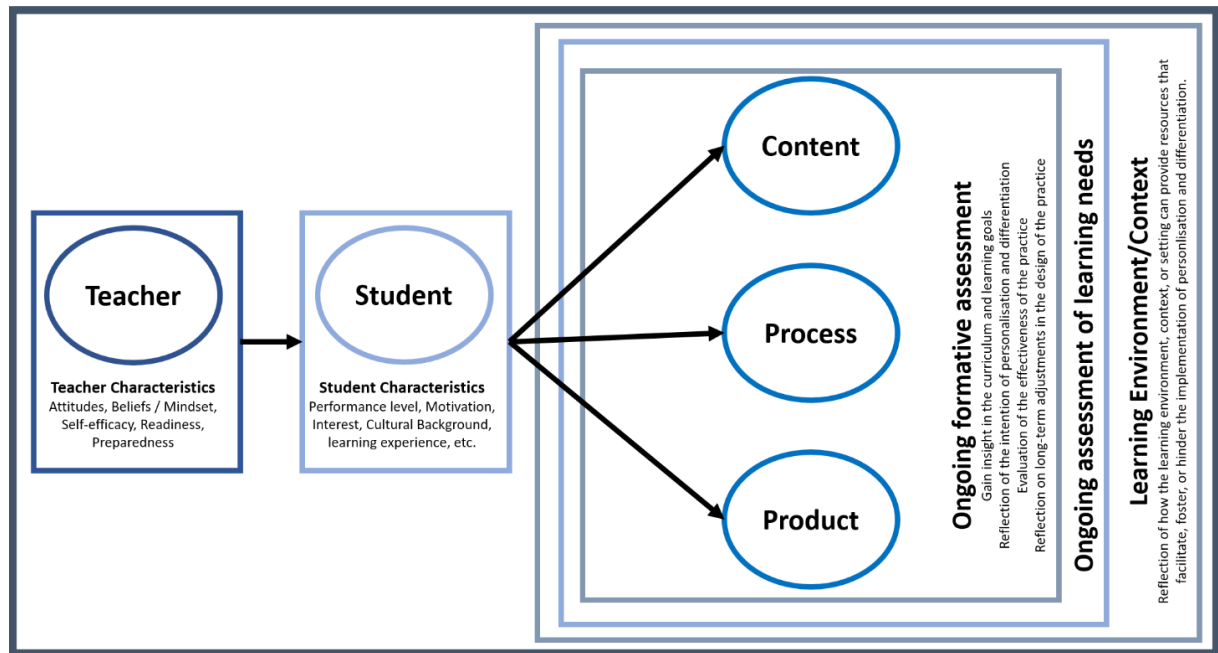 Teacher
Teacher Characteristics
Attitudes, Beliefs / Mindset,
Self-efficacy, Readiness,
Preparedness
Student
Student Characteristics
Performance level, Motivation,
Interest, Cultural Background,
learning experience, etc.
Content
Process
Product
Ongoing formative assessment
Gain insight in the curriculum and learning goals
Reflection of the intention of personalisation and differentiation
Evaluation of the effectiveness of the practice
Reflection on long-term adjustments in the design of the practice
Ongoing assessment of learning needs
Learning Environment/Context
Reflection of how the learning environment, context, or setting can provide resources that
facilitate, foster, or hinder the implementation of personlisation and differentiation.